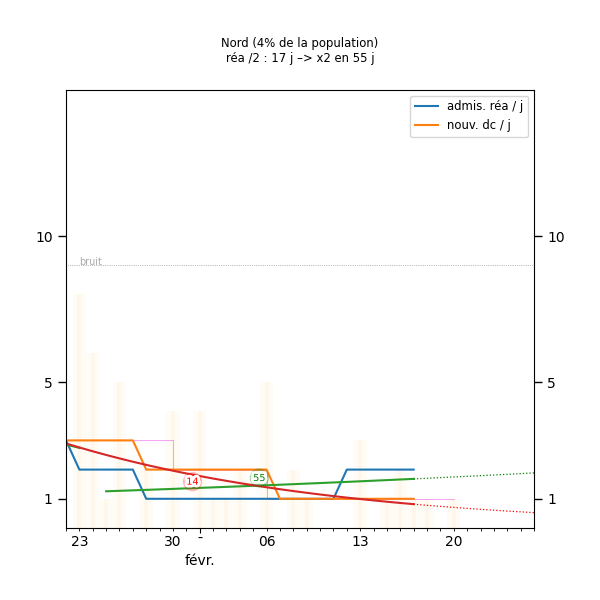 Nord (4% de la population)
réa /2 : 17 j –> x2 en 55 j
admis. réa / j
nouv. dc / j
10
10
bruit
5
5
14
55
1
1
23
30
-
06
13
20
févr.